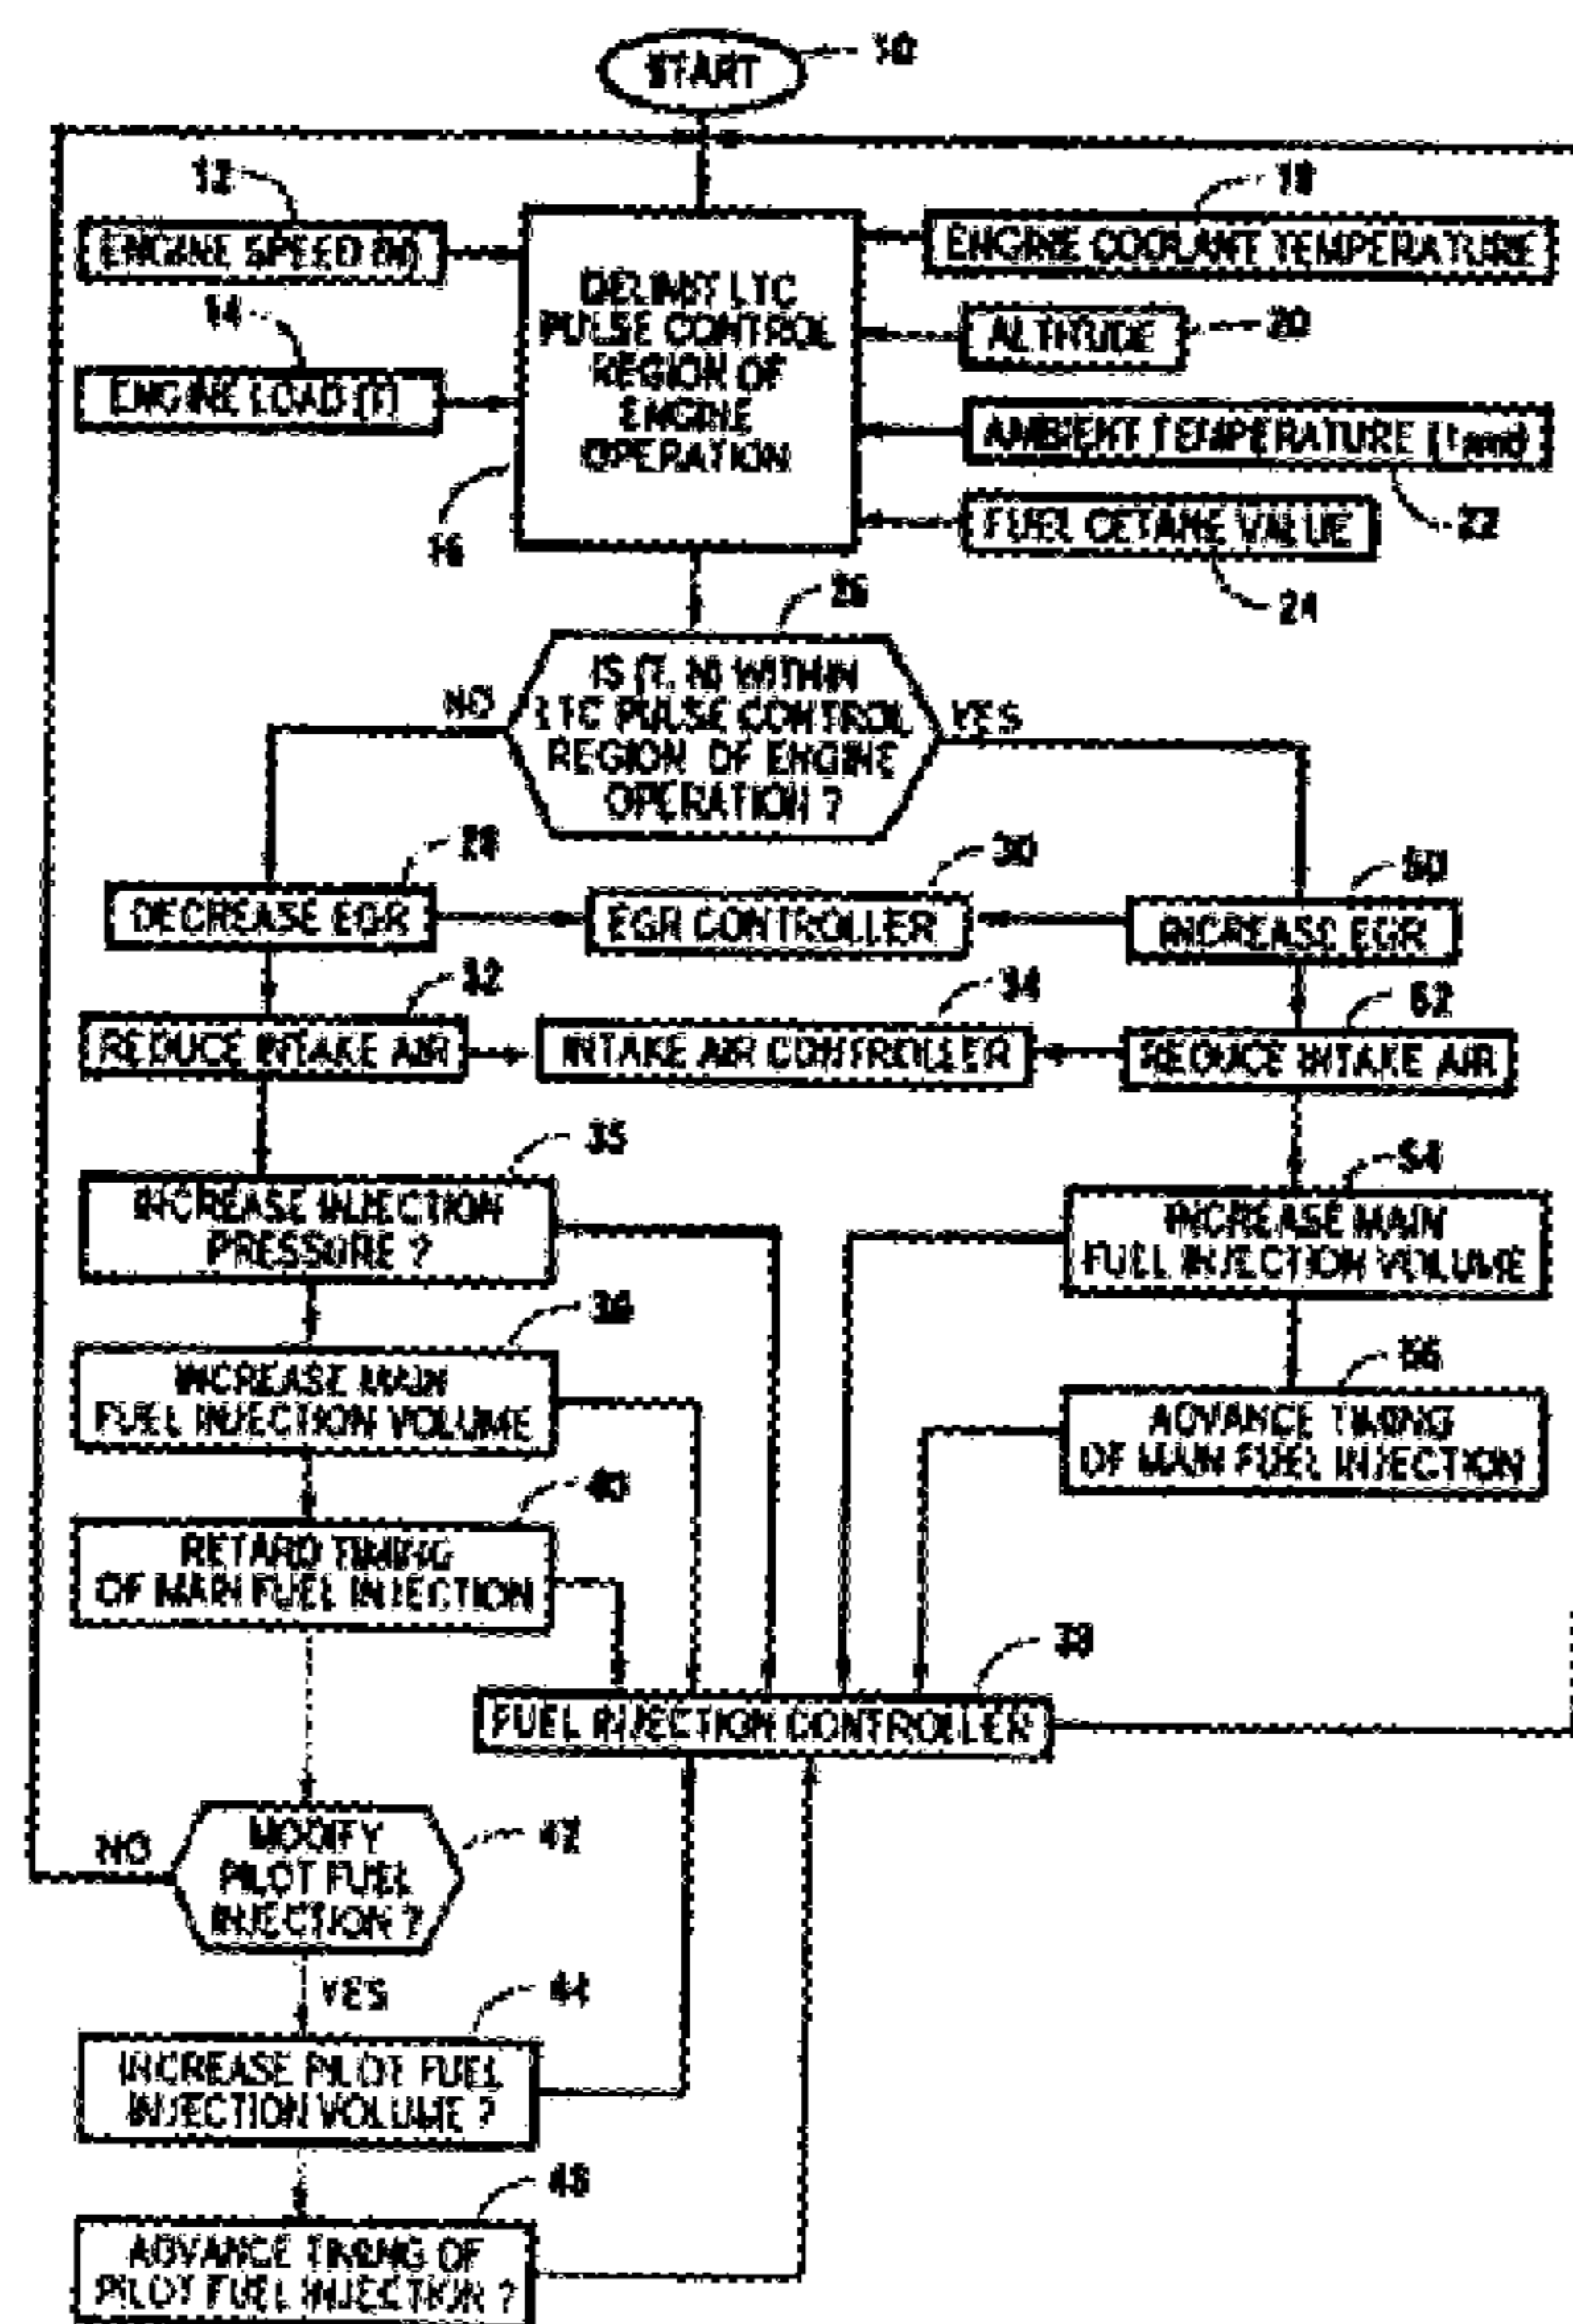 START
10
12
18
ENGINE SPEED (N)
ENGINE COOLANT TEMPERATURE
DELIMIT LTC
PULSE CONTROL
REGION OF
ENGINE
OPERATION
14
ALTITUDE
20
ENGINE LOAD (T)
AMBIENT TEMPERATURE
16
22
FUEL CETANE VALUE
24
26
IS (T, N) WITHIN
LTC PULSE CONTROL
REGION OF ENGINE
OPERATION ?
NO
YES
28
30
50
DECREASE EGR
EGR CONTROLLER
INCREASE EGR
32
34
52
REDUCE INTAKE AIR
INTAKE AIR CONTROLLER
REDUCE INTAKE AIR
35
54
INCREASE INJECTION
PRESSURE ?
INCREASE MAIN
FUEL INJECTION VOLUME
56
INCREASE MAIN
FUEL INJECTION VOLUME
ADVANCE TIMING
OF MAIN FUEL INJECTION
40
RETARD TIMING
OF MAIN FUEL INJECTION
FUEL INJECTION CONTROLLER
NO
MODIFY
PILOT FUEL
INJECTION ?
42
YES
44
INCREASE PILOT FUEL
INJECTION VOLUME ?
ADVANCE TIMING OF
PILOT FUEL INJECTION ?